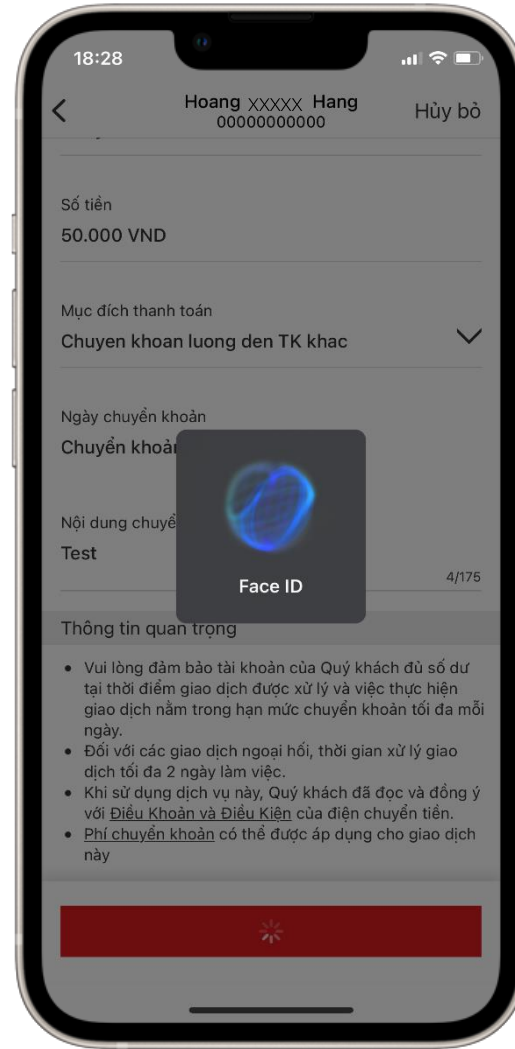 18:28
Hoang XXXXX Hang
00000000000
Hủy bỏ
Số tiền
50.000 VND
Mục đích thanh toán
Chuyen khoan luong den TK khac
Ngày chuyển khoản
Chuyển
Nội dung
Test
4/175
Face ID
Thông tin quan trọng
• Vui lòng đảm bảo tài khoản của Quý khách đủ số dư
tại thời điểm giao dịch được xử lý và việc thực hiện
giao dịch nằm trong hạn mức chuyển khoản tối đa mỗi
ngày.
• Đối với các giao dịch ngoại hối, thời gian xử lý giao
dịch tối đa 2 ngày làm việc.
• Khi sử dụng dịch vụ này, Quý khách đã đọc và đồng ý
với Điều Khoản và Điều Kiện của điện chuyển tiền.
• Phí chuyển khoản có thể được áp dụng cho giao dịch
này